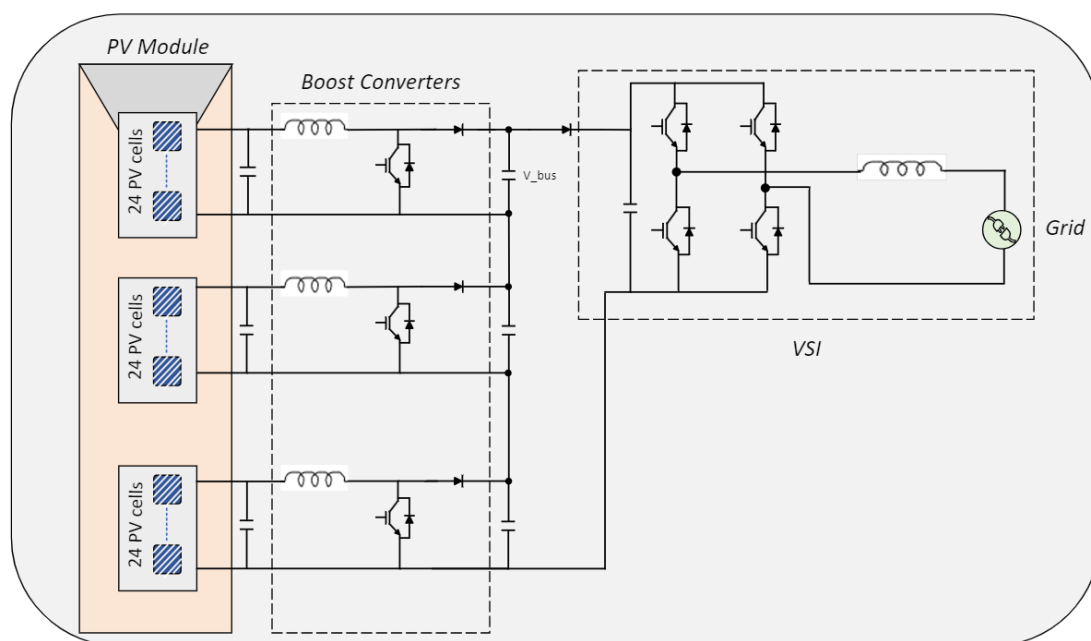 PV Module
Boost Converters
24 PV cells
V_bus
Grid
24 PV cells
VSI
24 PV cells